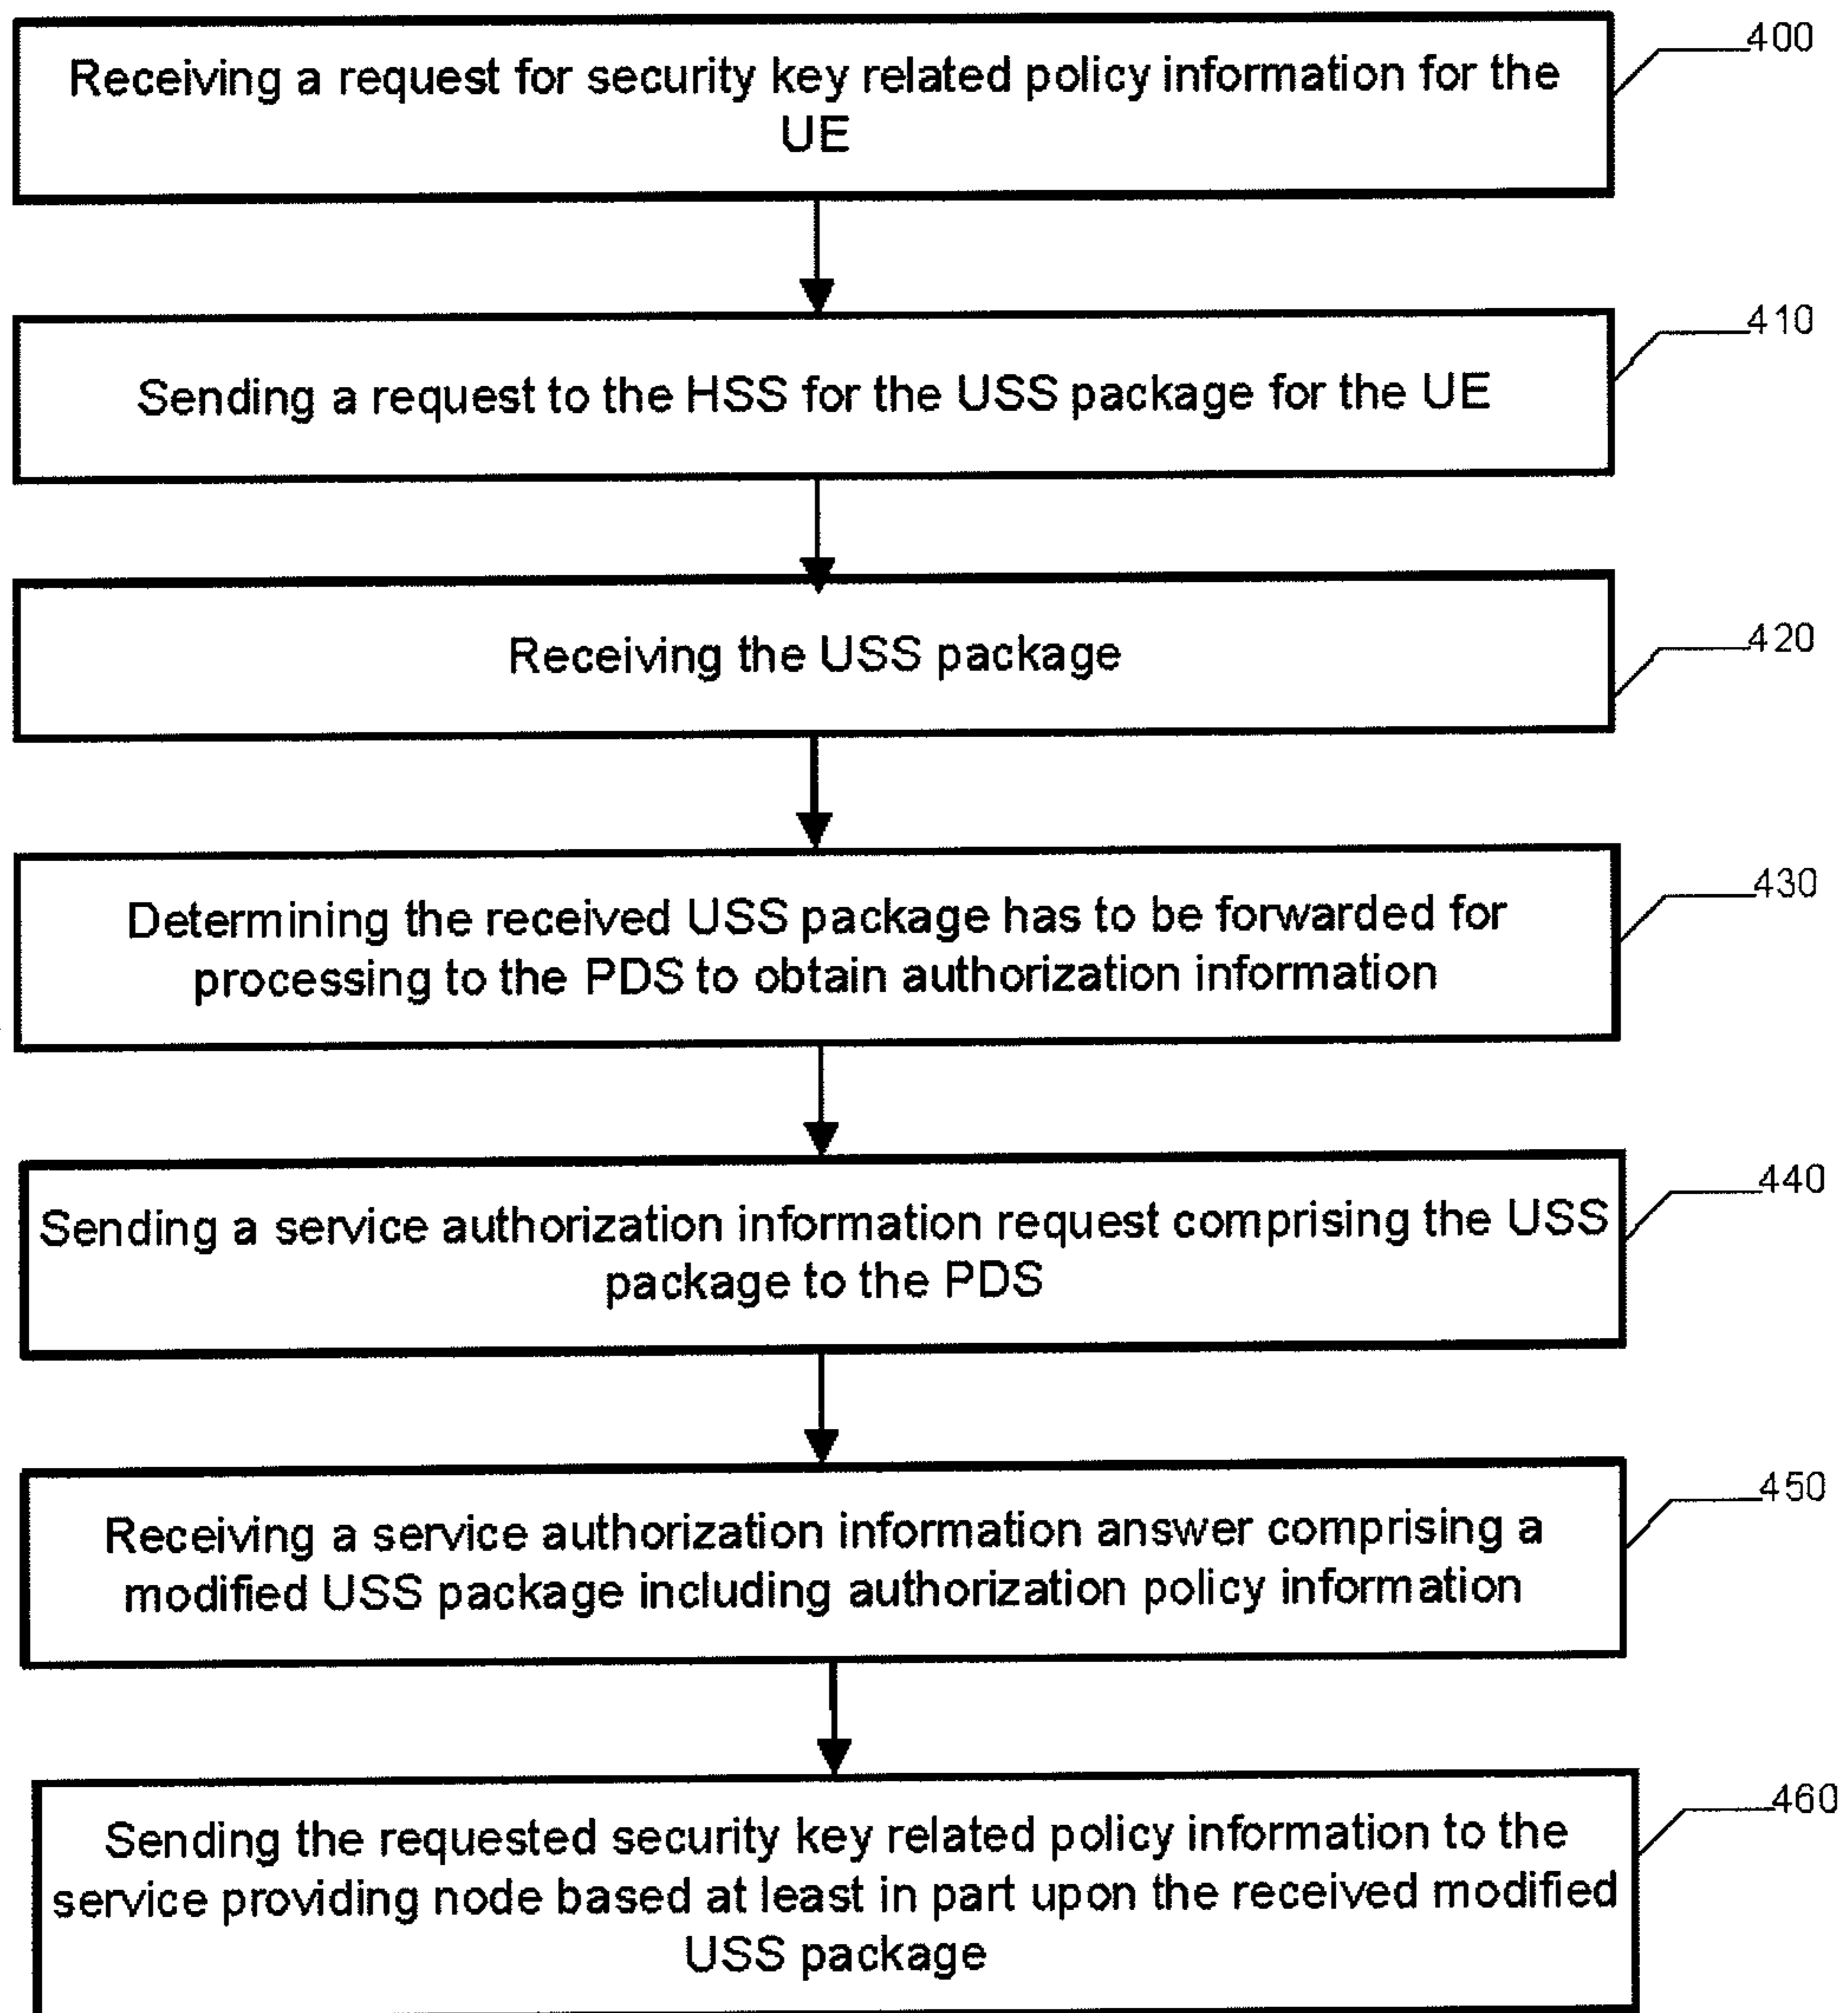 Receiving a request for security key related policy information for the
UE
400
Sending a request to the HSS for the USS package for the UE
410
Receiving the USS package
420
Determining the received USS package has to be forwarded for
processing to the PDS to obtain authorization information
430
Sending a service authorization information request comprising the USS
package to the PDS
440
Receiving a service authorization information answer comprising a
modified USS package including authorization policy information
450
Sending the requested security key related policy information to the
service providing node based at least in part upon the received modified
USS package
460